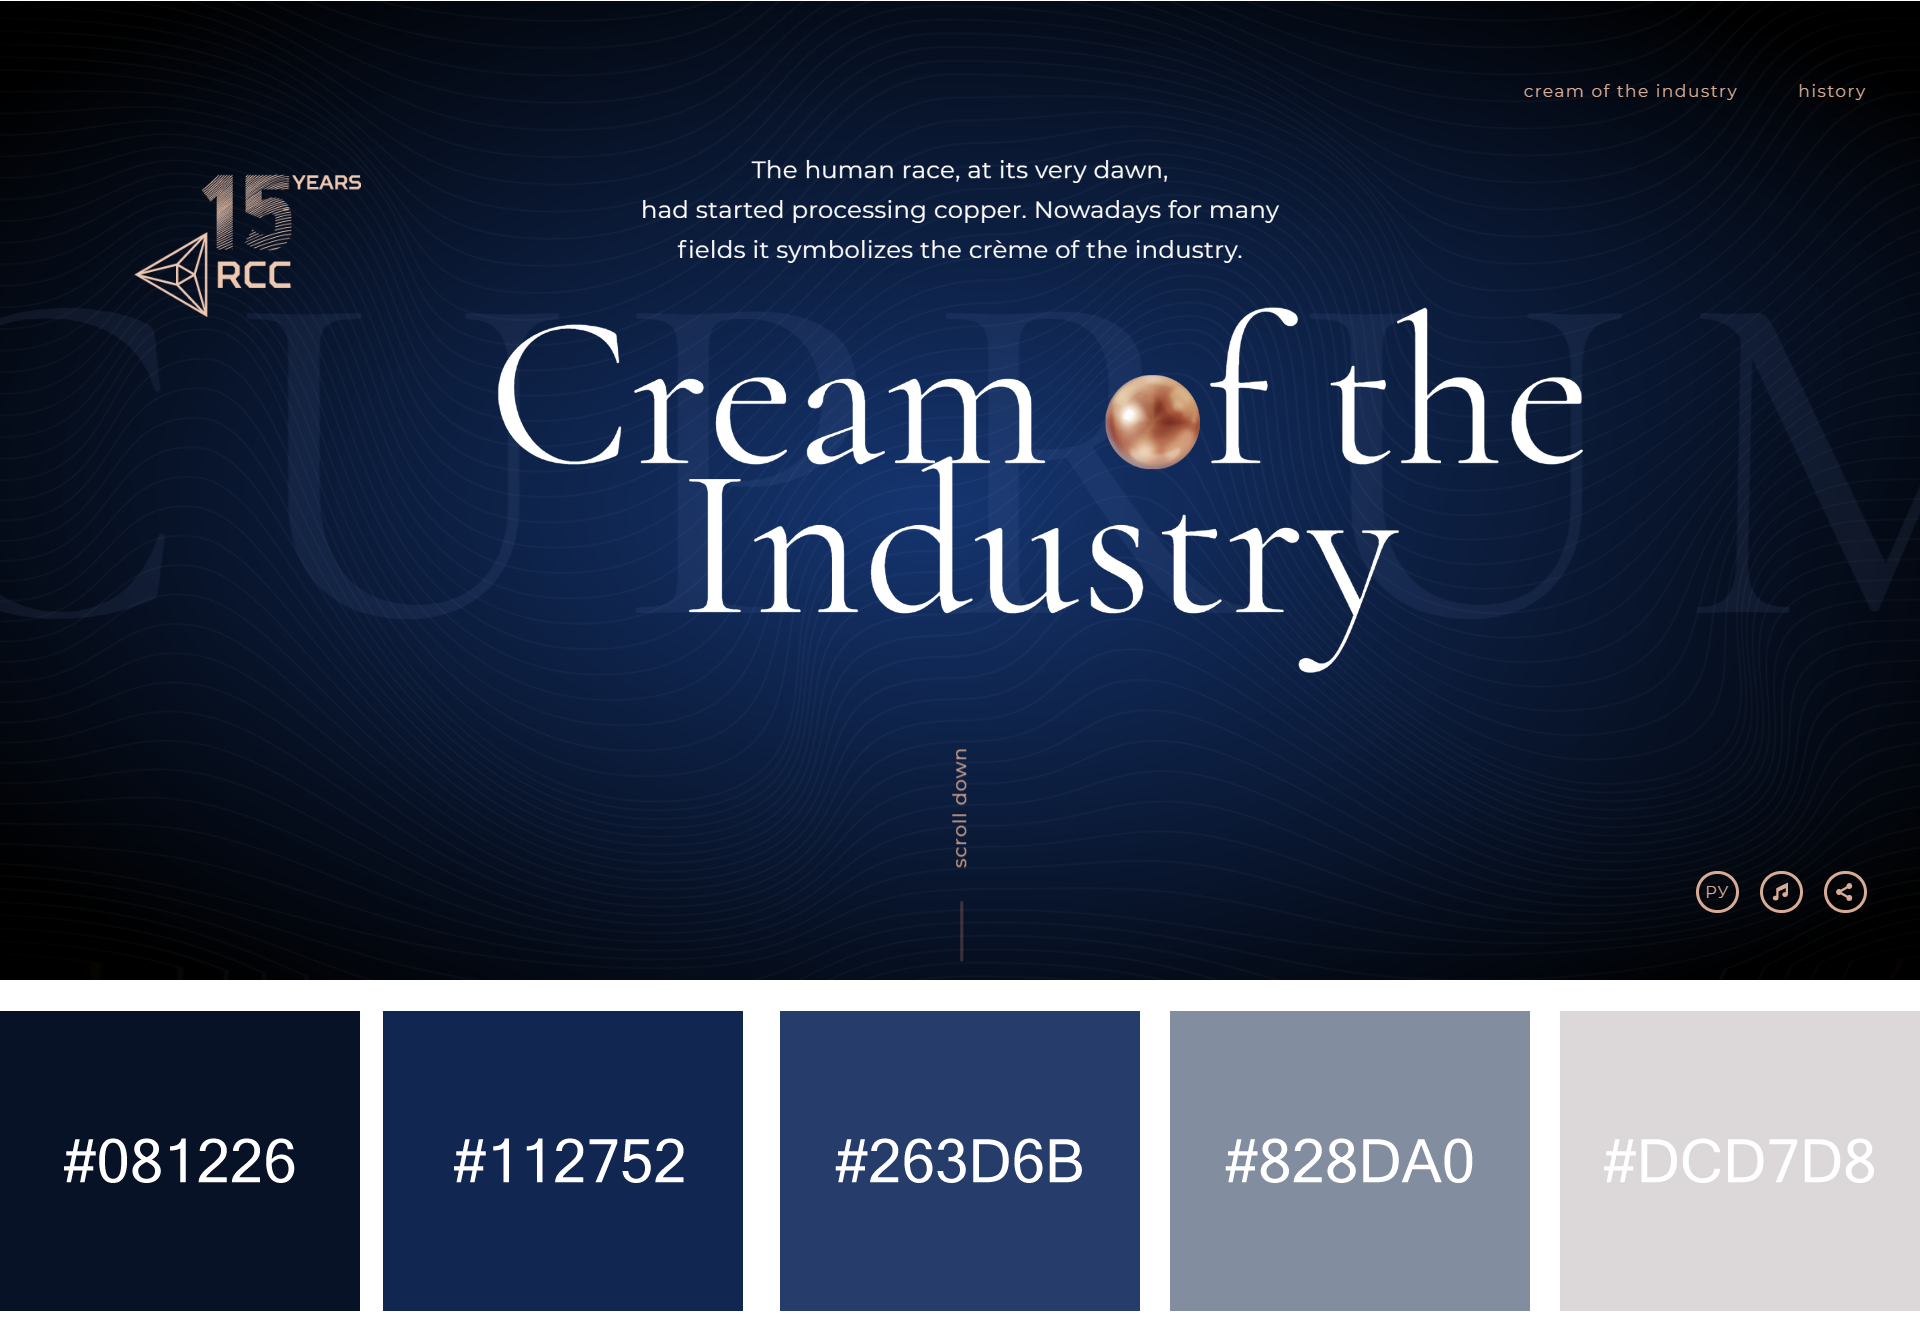 cream of the industry history
15 YEARS
RCC
The human race, at its very dawn,
had started processing copper. Nowadays for many
fields it symbolizes the crème of the industry.
CUPRUM
Cream of the
Industry
scroll down
РУ
#081226 #112752 #263D6B #828DA0 #DCD7D8